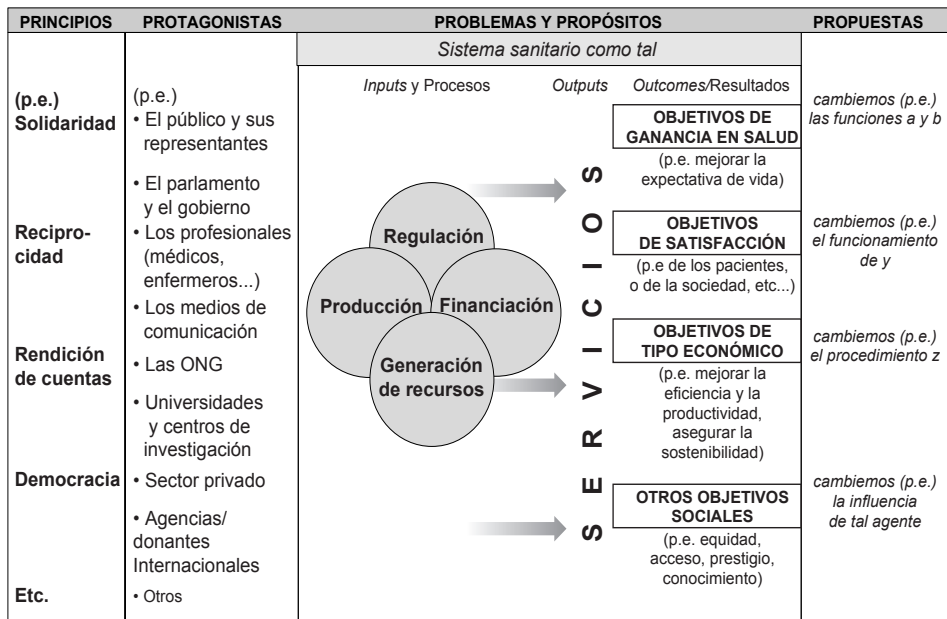 PRINCIPIOS
PROTAGONISTAS
PROBLEMAS Y PROPÓSITOS
PROPUESTAS
Sistema sanitario como tal
(p.e.)
Solidaridad
Recipro-
cidad
Rendición
de cuentas
Democracia
Etc.
(p.e.)
• El público y sus
representantes
• El parlamento
y el gobierno
• Los profesionales
(médicos,
enfermeros...)
• Los medios de
comunicación
• Las ONG
• Universidades
y centros de
investigación
• Sector privado
• Agencias/
donantes
Internacionales
• Otros
Inputs y Procesos
Regulación
Producción
Financiación
Generación
de recursos
Outputs
SERVICIOS
Outcomes/Resultados
OBJETIVOS DE
GANANCIA EN SALUD
(p.e. mejorar la
expectativa de vida)
OBJETIVOS
DE SATISFACCIÓN
(p.e de los pacientes,
o de la sociedad, etc...)
OBJETIVOS DE
TIPO ECONÓMICO
(p.e. mejorar la
eficiencia y la
productividad,
asegurar la
sostenibilidad)
OTROS OBJETIVOS
SOCIALES
(p.e. equidad,
acceso, prestigio,
conocimiento)
cambiemos (p.e.)
las funciones a y b
cambiemos (p.e.)
el funcionamiento
de y
cambiemos (p.e.)
el procedimiento z
cambiemos (p.e.)
la influencia
de tal agente